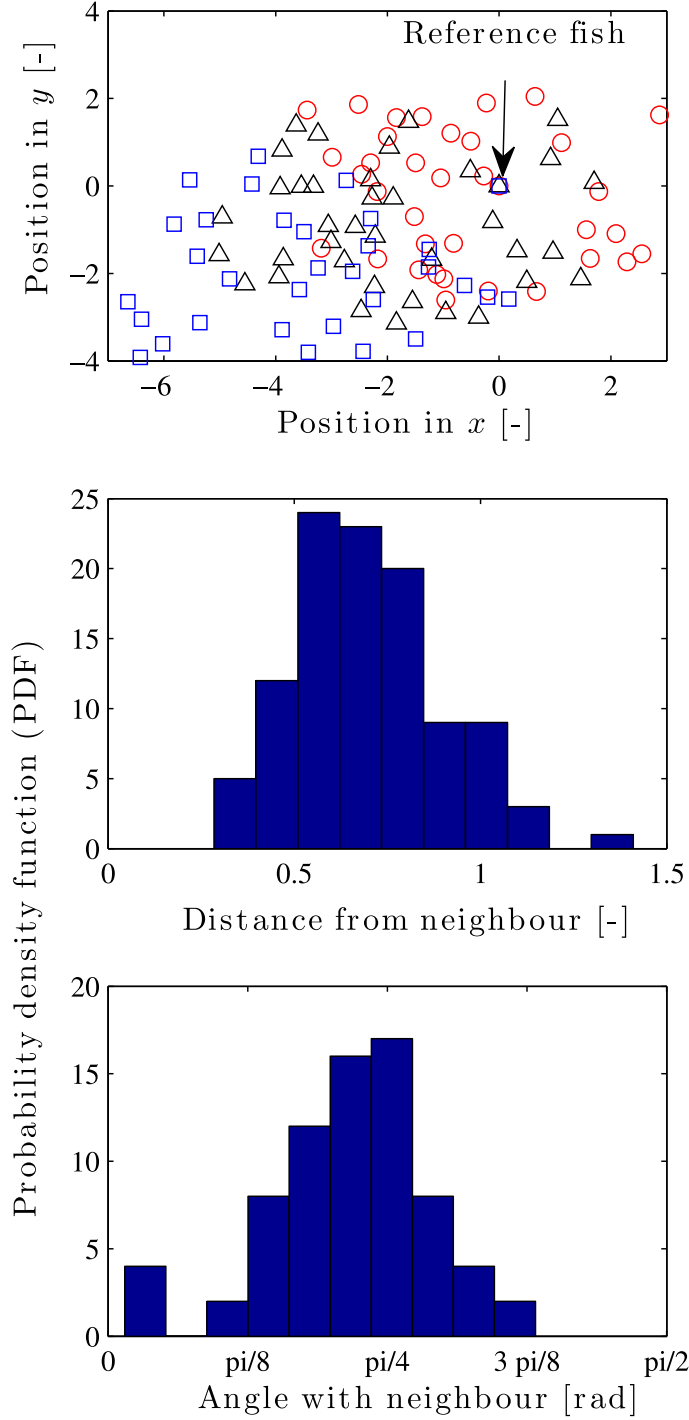 Reference fish
4
2
0
−2
−4
Position in y [-]
−6 −4 −2 0 2
Position in x [-]
25
20
15
10
5
0
0 0.5 1 1.5
Distance from neighbour [-]
Probability density function (PDF)
20
15
10
5
0
0 pi/8 pi/4 3 pi/8 pi/2
Angle with neighbour [rad]